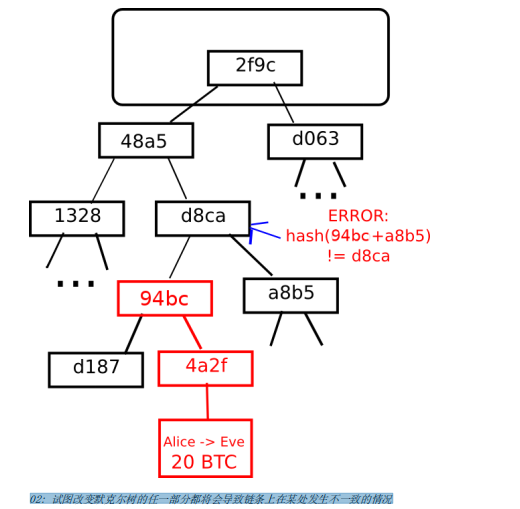 2f9c
48a5
d063
...
1328
d8ca
ERROR:
hash(94bc+a8b5)
!= d8ca
...
94bc
a8b5
d187
4a2f
Alice -> Eve
20 BTC
02: 试图改变默克尔树的任一部分都将会导致链条上在某处发生不一致的情况